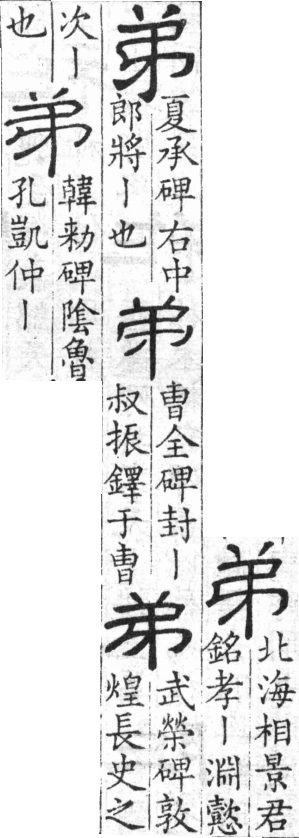 弟
北海相景君
銘孝丨淵懿
弟
夏承碑右中
郎將丨也
弟
曺全碑封丨
叔振鐸于曺
弟
武榮碑敦
煌長史之
次丨
也
弟
韓勑碑陰魯
孔凱仲丨